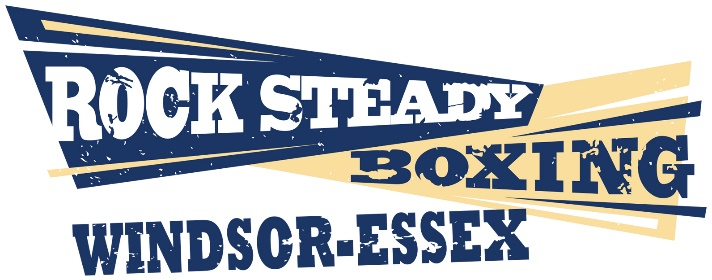 ROCK STEADY
BOXING
WINDSOR-ESSEX